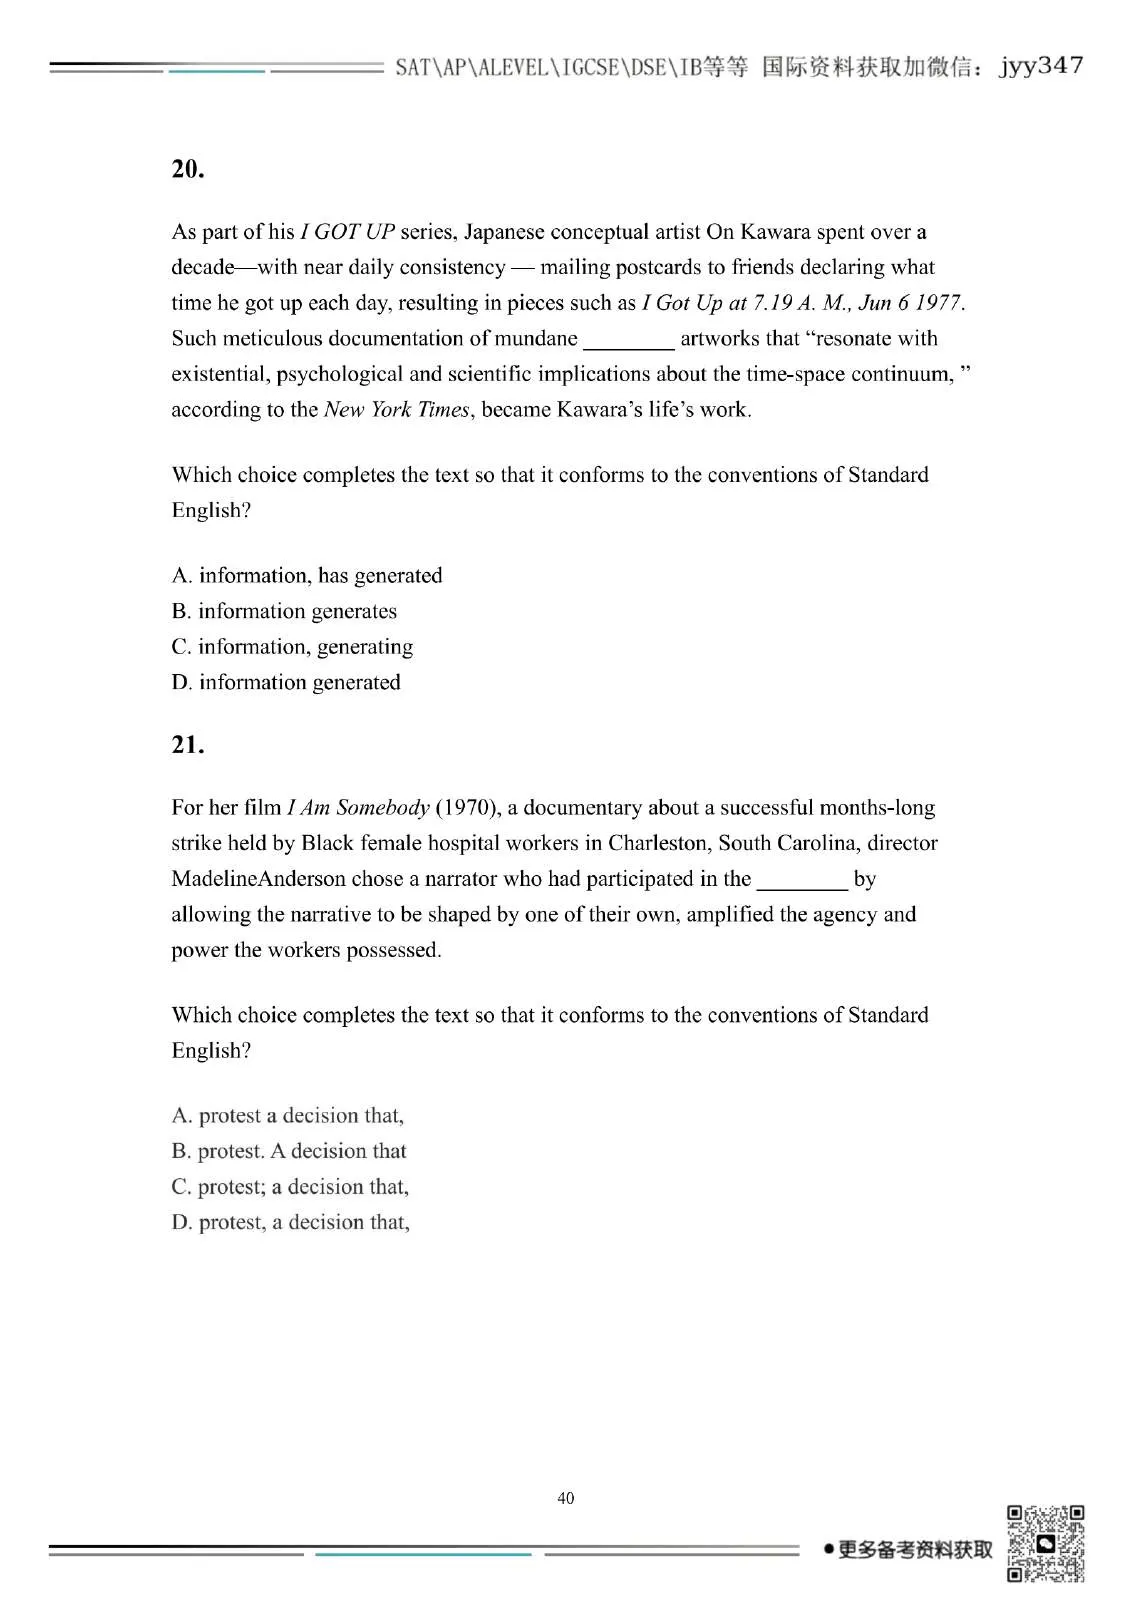 SAT\AP\ALEVEL\IGCSE\DSE\IB等等 国际资料获取加微信: jyy347
20.
As part of his I GOT UP series, Japanese conceptual artist On Kawara spent over a
decade—with near daily consistency — mailing postcards to friends declaring what
time he got up each day, resulting in pieces such as I Got Up at 7.19 A. M., Jun 6 1977.
Such meticulous documentation of mundane ________ artworks that “resonate with
existential, psychological and scientific implications about the time-space continuum, ”
according to the New York Times, became Kawara’s life’s work.
Which choice completes the text so that it conforms to the conventions of Standard
English?
A. information, has generated
B. information generates
C. information, generating
D. information generated
21.
For her film I Am Somebody (1970), a documentary about a successful months-long
strike held by Black female hospital workers in Charleston, South Carolina, director
MadelineAnderson chose a narrator who had participated in the ________ by
allowing the narrative to be shaped by one of their own, amplified the agency and
power the workers possessed.
Which choice completes the text so that it conforms to the conventions of Standard
English?
A. protest a decision that,
B. protest. A decision that
C. protest; a decision that,
D. protest, a decision that,
40
●更多备考资料获取